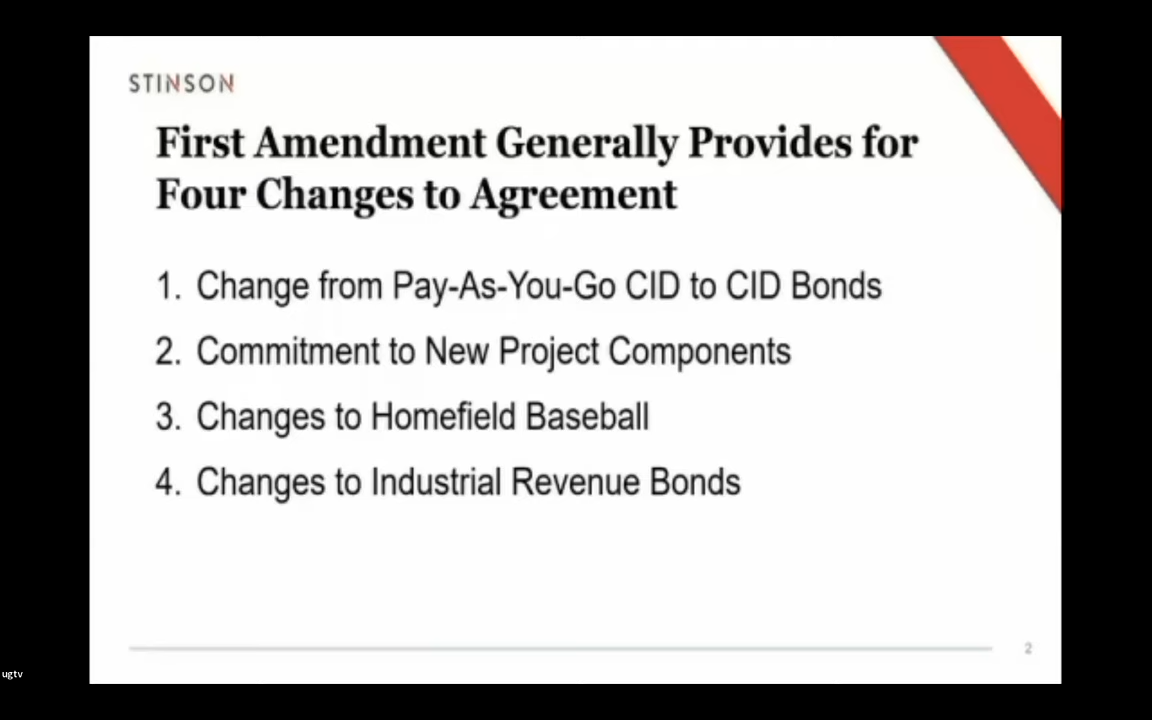 STINSON
First Amendment Generally Provides for
Four Changes to Agreement
1. Change from Pay-As-You-Go CID to CID Bonds
2. Commitment to New Project Components
3. Changes to Homefield Baseball
4. Changes to Industrial Revenue Bonds
2
ugtv